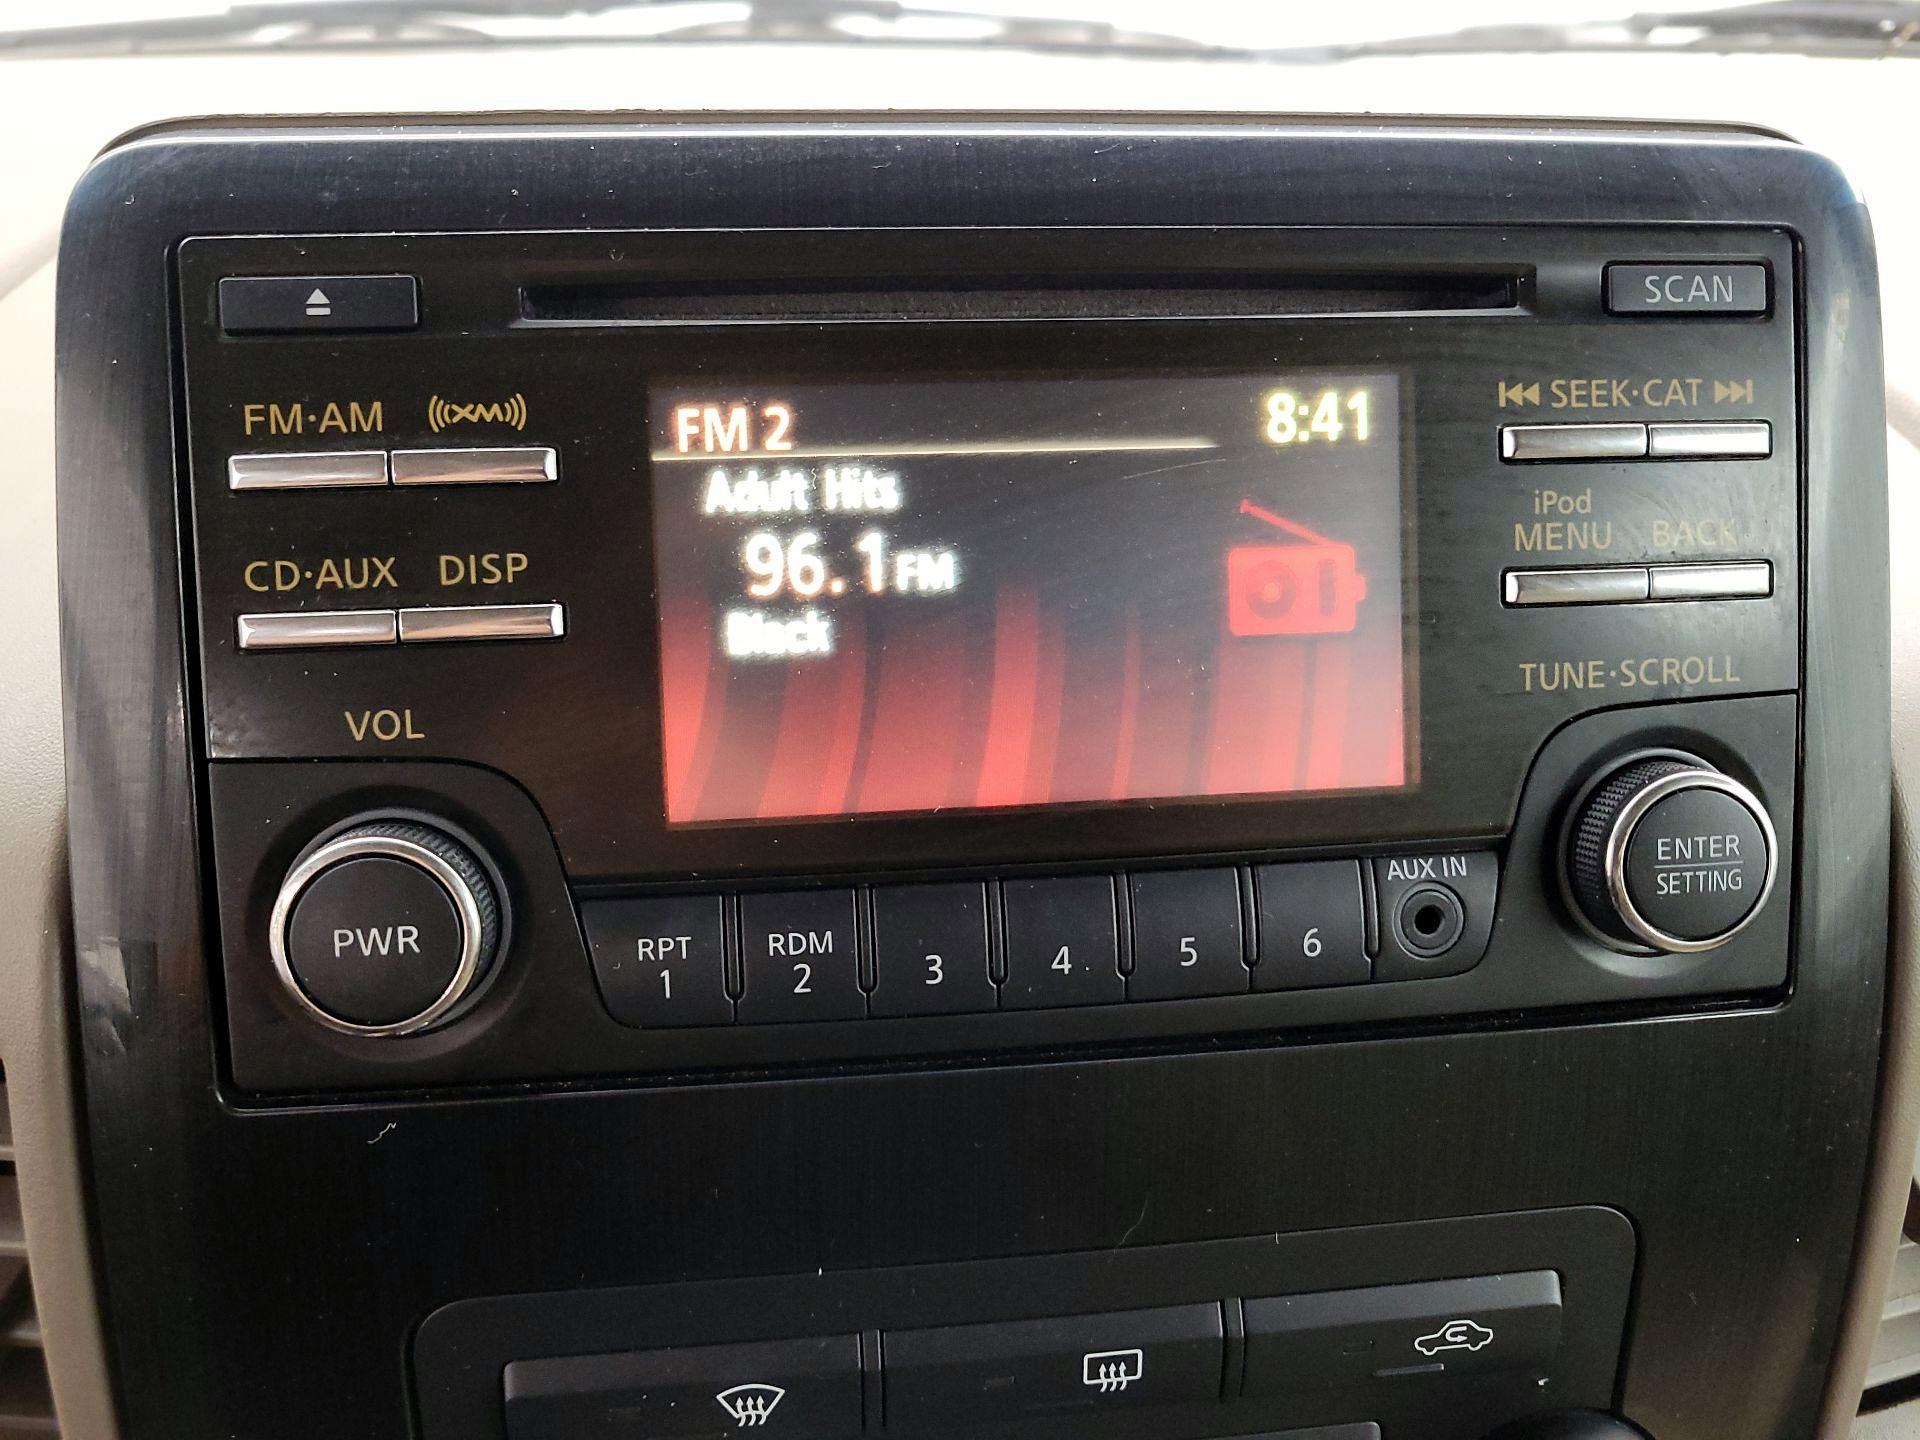 SCAN
FM·AM
((((XM))))
SEEK·CAT
FM 2
8:41
Adult Hits
96.1 FM
Black
iPod
MENU
BACK
CD·AUX
DISP
TUNE·SCROLL
VOL
PWR
RPT
1
RDM
2
3
4
5
6
AUX IN
ENTER
SETTING